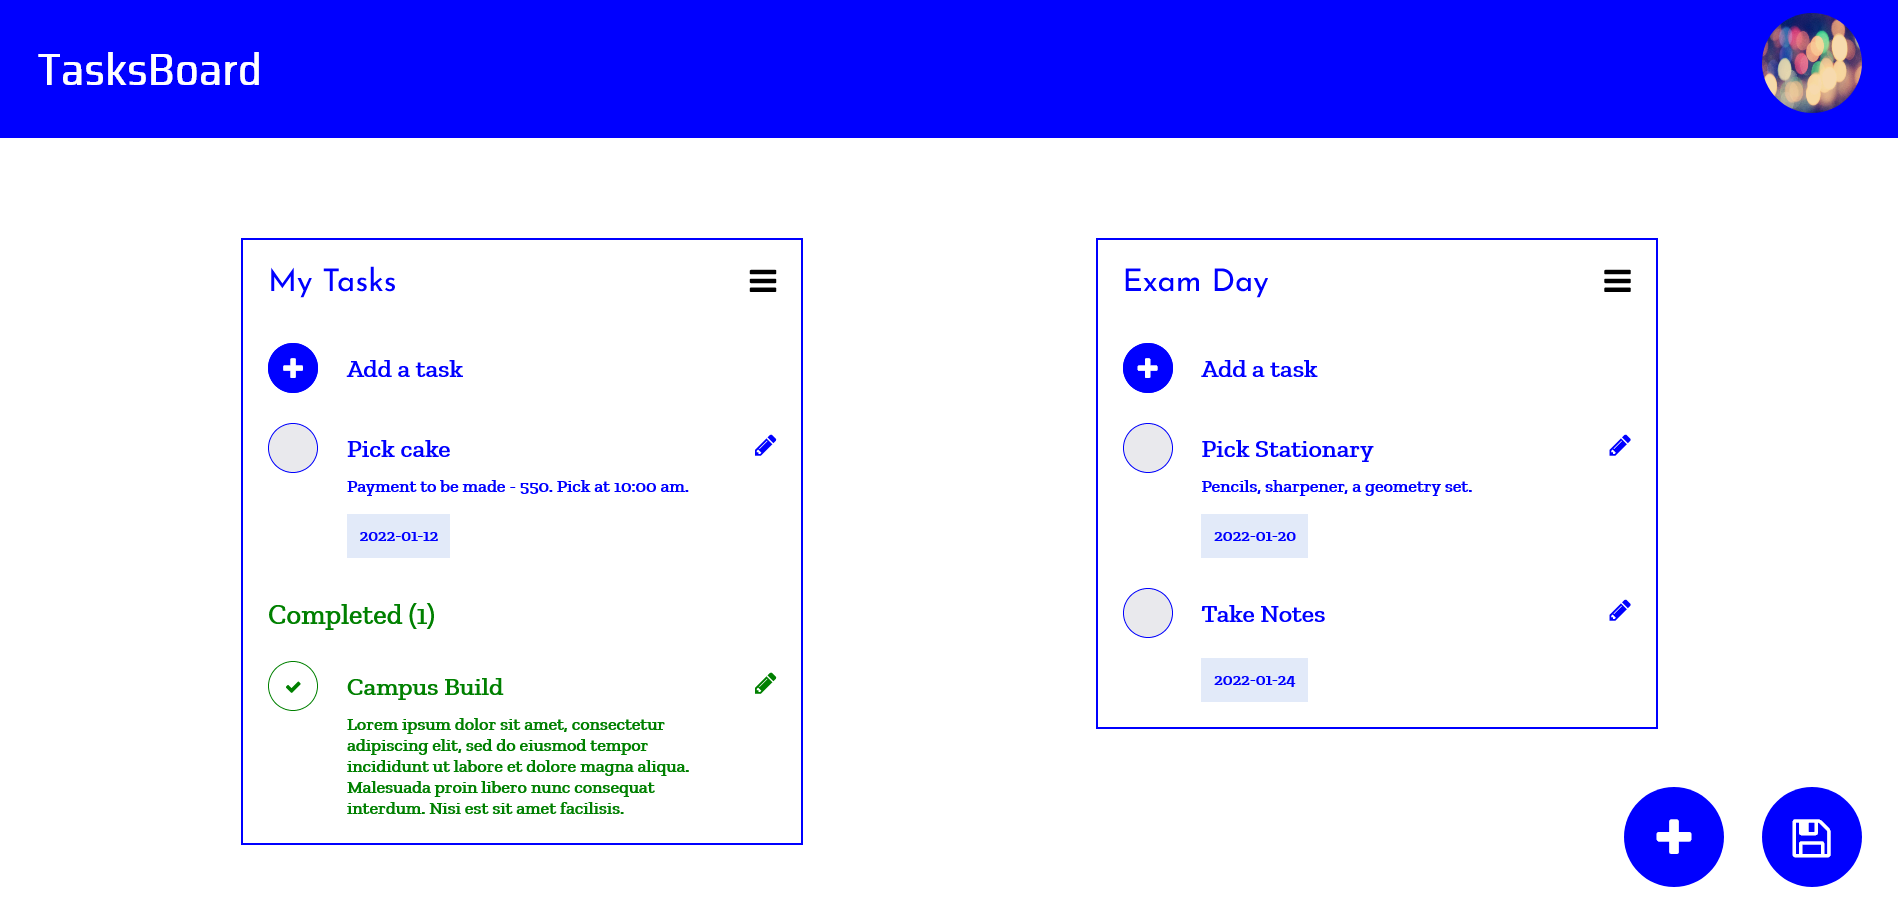 TasksBoard
My Tasks
Add a task
Pick cake
Payment to be made - 550. Pick at 10:00 am.
2022-01-12
Completed (1)
Campus Build
Lorem ipsum dolor sit amet, consectetur
adipiscing elit, sed do eiusmod tempor
incididunt ut labore et dolore magna aliqua.
Malesuada proin libero nunc consequat
interdum. Nisi est sit amet facilisis.
Exam Day
Add a task
Pick Stationary
Pencils, sharpener, a geometry set.
2022-01-20
Take Notes
2022-01-24